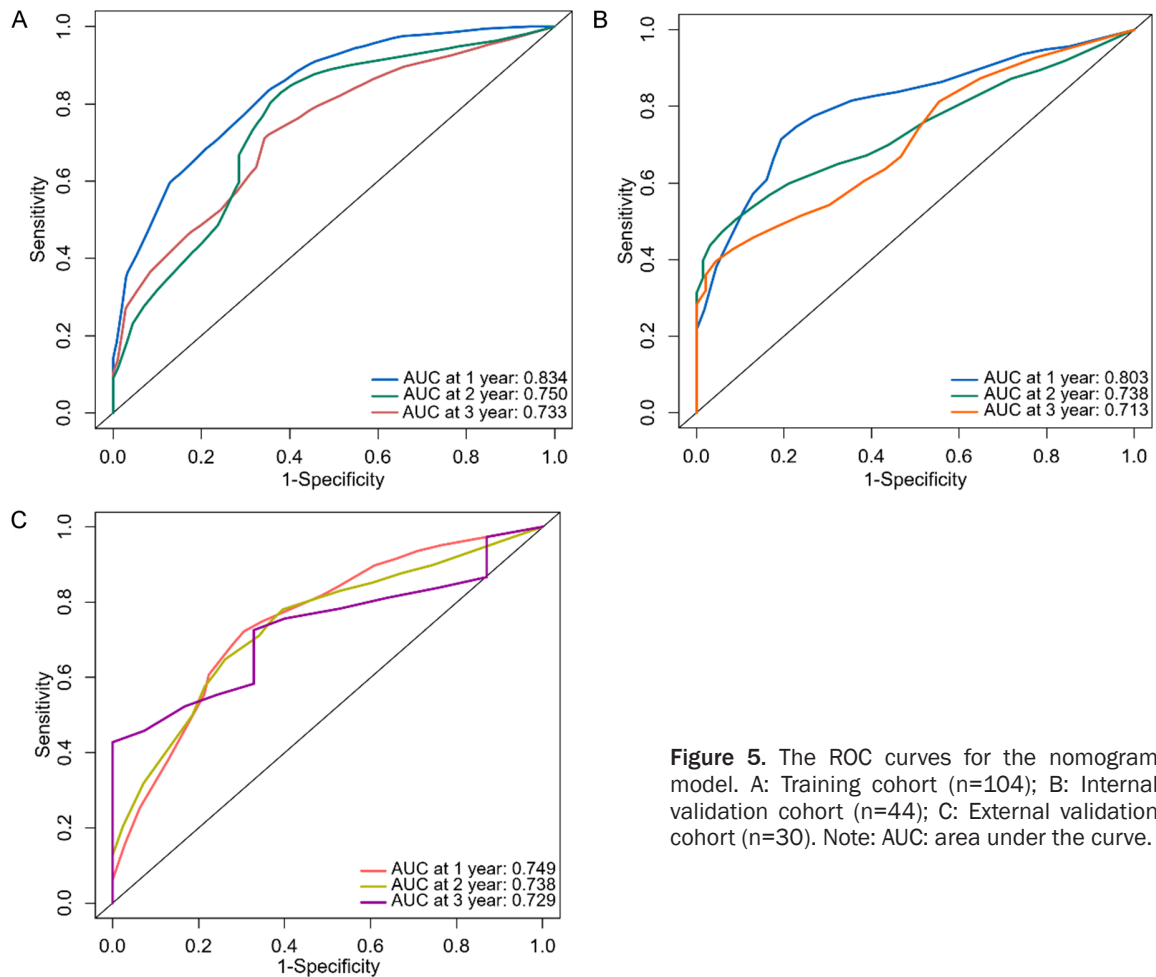 A
1.0
0.8
0.6
0.4
0.2
0.0
Sensitivity
AUC at 1 year: 0.834
AUC at 2 year: 0.750
AUC at 3 year: 0.733
0.0 0.2 0.4 0.6 0.8 1.0
1-Specificity
B
1.0
0.8
0.6
0.4
0.2
0.0
Sensitivity
AUC at 1 year: 0.803
AUC at 2 year: 0.738
AUC at 3 year: 0.713
0.0 0.2 0.4 0.6 0.8 1.0
1-Specificity
C
1.0
0.8
0.6
0.4
0.2
0.0
Sensitivity
AUC at 1 year: 0.749
AUC at 2 year: 0.738
AUC at 3 year: 0.729
0.0 0.2 0.4 0.6 0.8 1.0
1-Specificity
Figure 5. The ROC curves for the nomogram
model. A: Training cohort (n=104); B: Internal
validation cohort (n=44); C: External validation
cohort (n=30). Note: AUC: area under the curve.